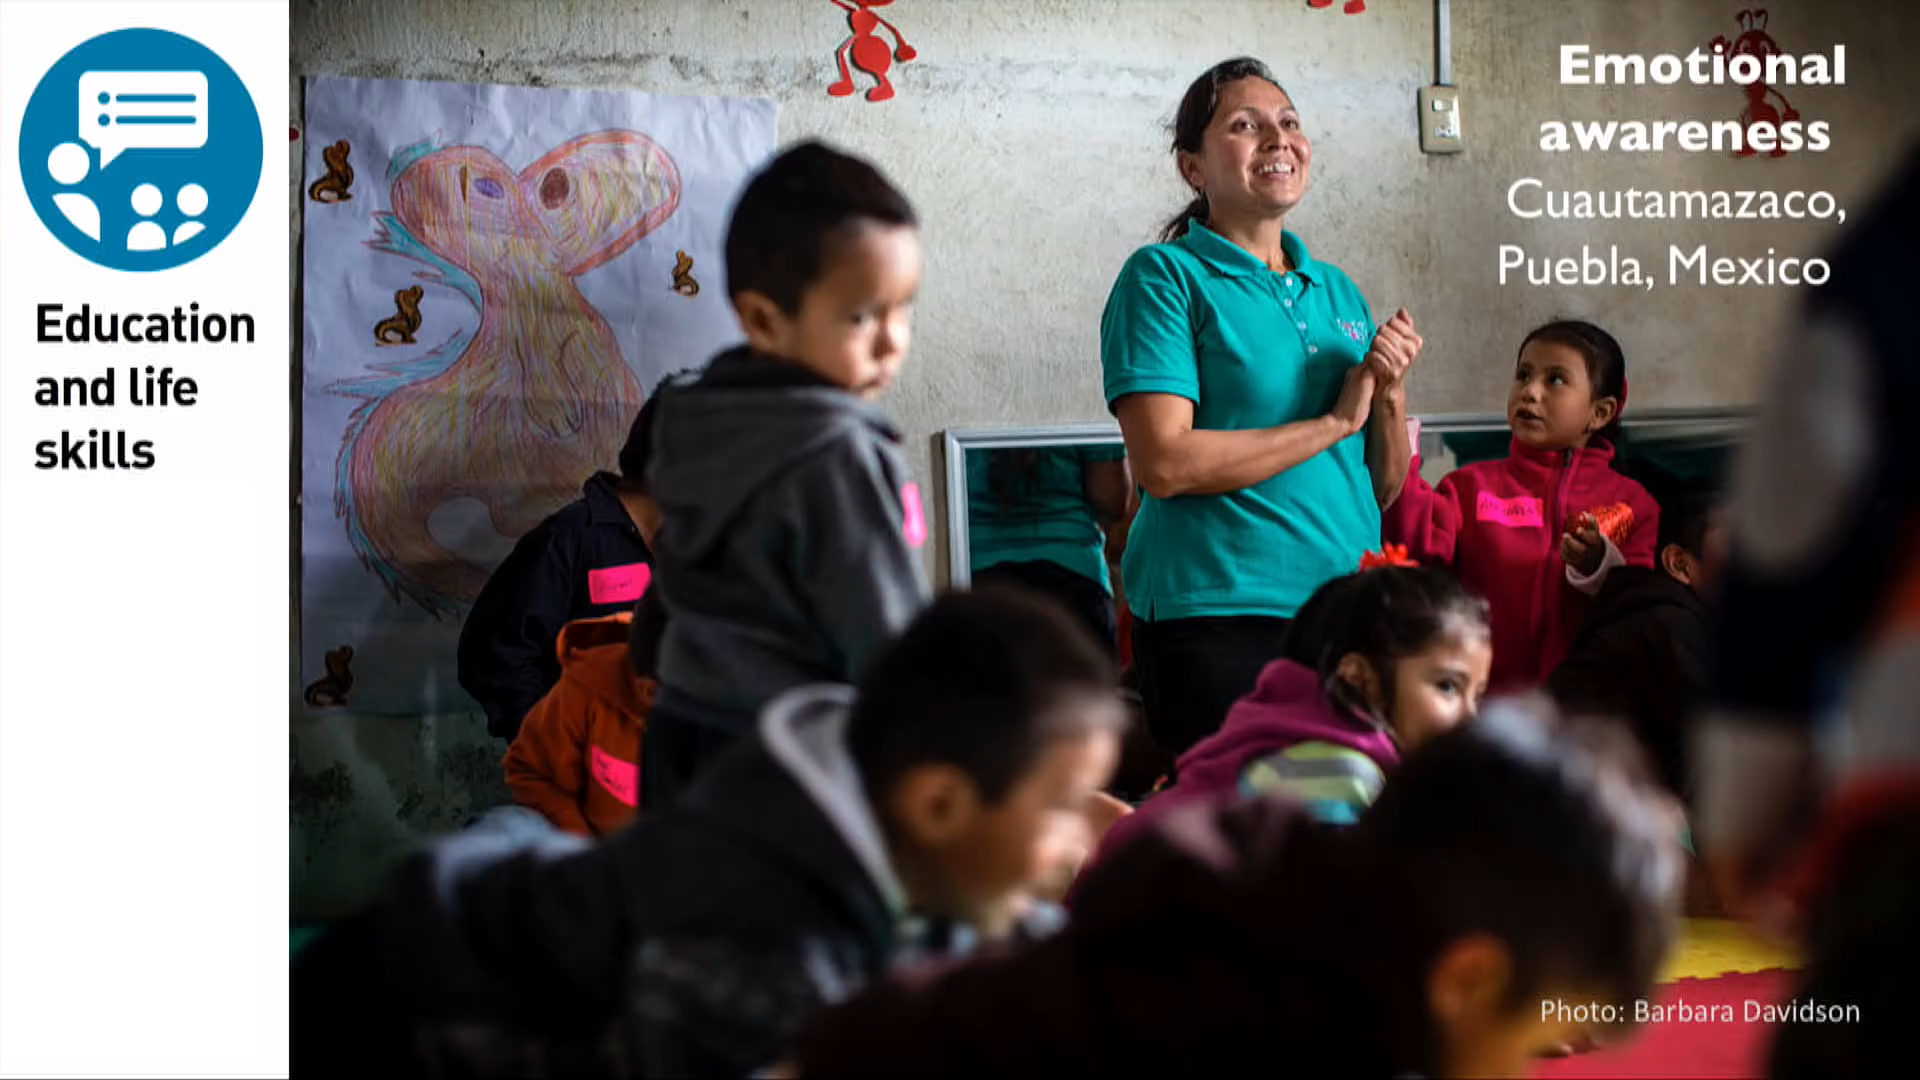 Education
and life
skills
Emotional
awareness
Cuautamazaco,
Puebla, Mexico
Photo: Barbara Davidson